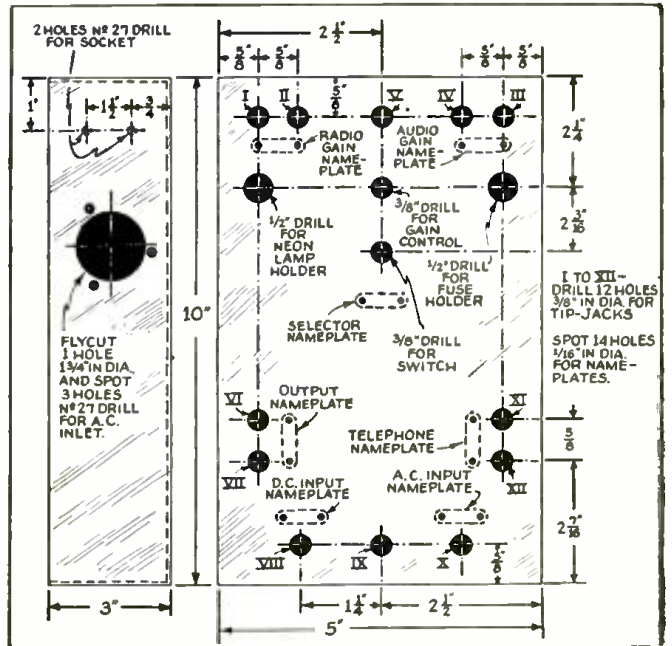 2 HOLES Nº 27 DRILL
FOR SOCKET
2 1/2"
5/8" 5/8"
5/8" 5/8"
1"
1 1/2" 3/4"
5/8"
I II V IV III
RADIO
GAIN
NAME-
PLATE
AUDIO
GAIN
NAME-
PLATE
2 1/4"
1/2" DRILL
FOR
NEON
LAMP
HOLDER
3/8" DRILL
FOR
GAIN
CONTROL
1/2" DRILL
FOR
FUSE
HOLDER
2 3/16
SELECTOR
NAMEPLATE
3/8" DRILL
FOR
SWITCH
10"
I TO XII-
DRILL 12 HOLES
3/8" IN DIA. FOR
TIP-JACKS
SPOT 14 HOLES
1/16" IN DIA.
FOR NAME-
PLATES.
FLYCUT
1 HOLE
1 3/4" IN DIA.
AND SPOT
3 HOLES
Nº 27 DRILL
FOR A.C.
INLET.
VI
OUTPUT
NAMEPLATE
XI
TELEPHONE
NAMEPLATE
5/8
VII
XII
D.C. INPUT
NAMEPLATE
A.C. INPUT
NAMEPLATE
2 7/16
VIII IX X
3"
1 1/4" 2 1/2"
5"